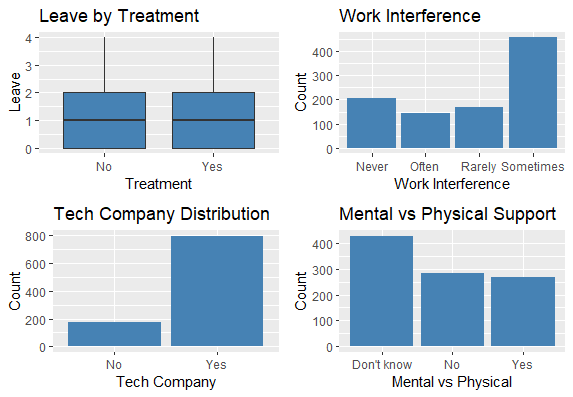 Leave by Treatment
Leave
4
3
2
1
0
No Yes
Treatment
Work Interference
Count
400
300
200
100
0
Never Often Rarely Sometimes
Work Interference
Tech Company Distribution
Count
800
600
400
200
0
No Yes
Tech Company
Mental vs Physical Support
Count
400
300
200
100
0
Don't know No Yes
Mental vs Physical